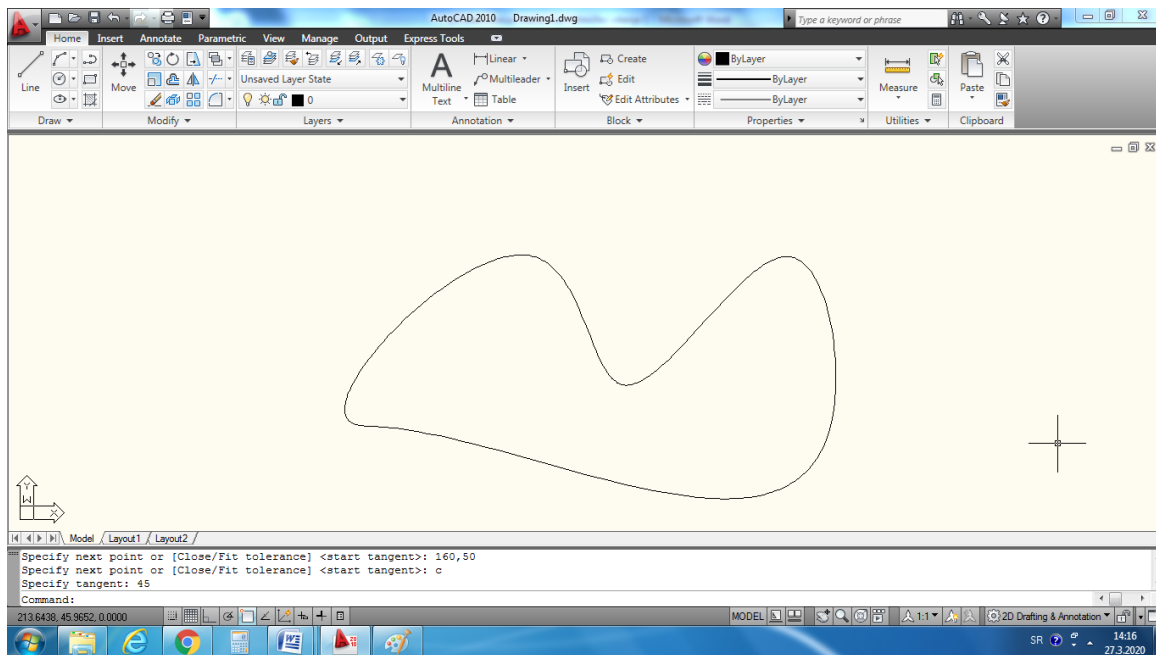 AutoCAD 2010 Drawing1.dwg
Type a keyword or phrase
Home Insert Annotate Parametric View Manage Output Express Tools
Line
Move
Unsaved Layer State
0
Multiline
Text
Linear
Multileader
Table
Insert
Create
Edit
Edit Attributes
ByLayer
ByLayer
ByLayer
Measure
Paste
Draw Modify Layers Annotation Block Properties Utilities Clipboard
Y
W
X
Model Layout1 Layout2
Specify next point or [Close/Fit tolerance] <start tangent>: 160,50
Specify next point or [Close/Fit tolerance] <start tangent>: c
Specify tangent: 45
Command:
213.6438, 45.9652, 0.0000
MODEL
1:1
2D Drafting & Annotation
SR
14:16
27.3.2020